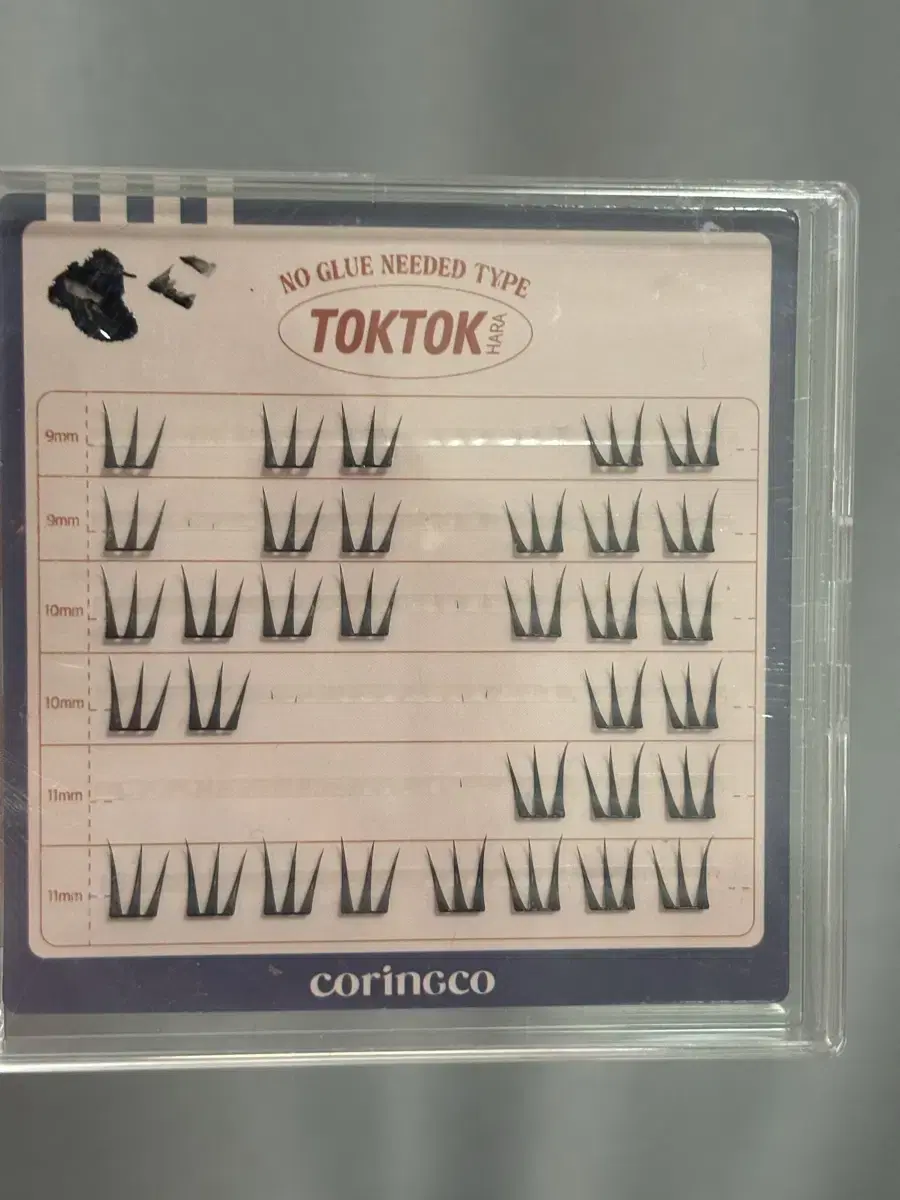 NO GLUE NEEDED TYPE
TOKTOK HARA
9mm
9mm
10mm
10mm
11mm
11mm
coringco